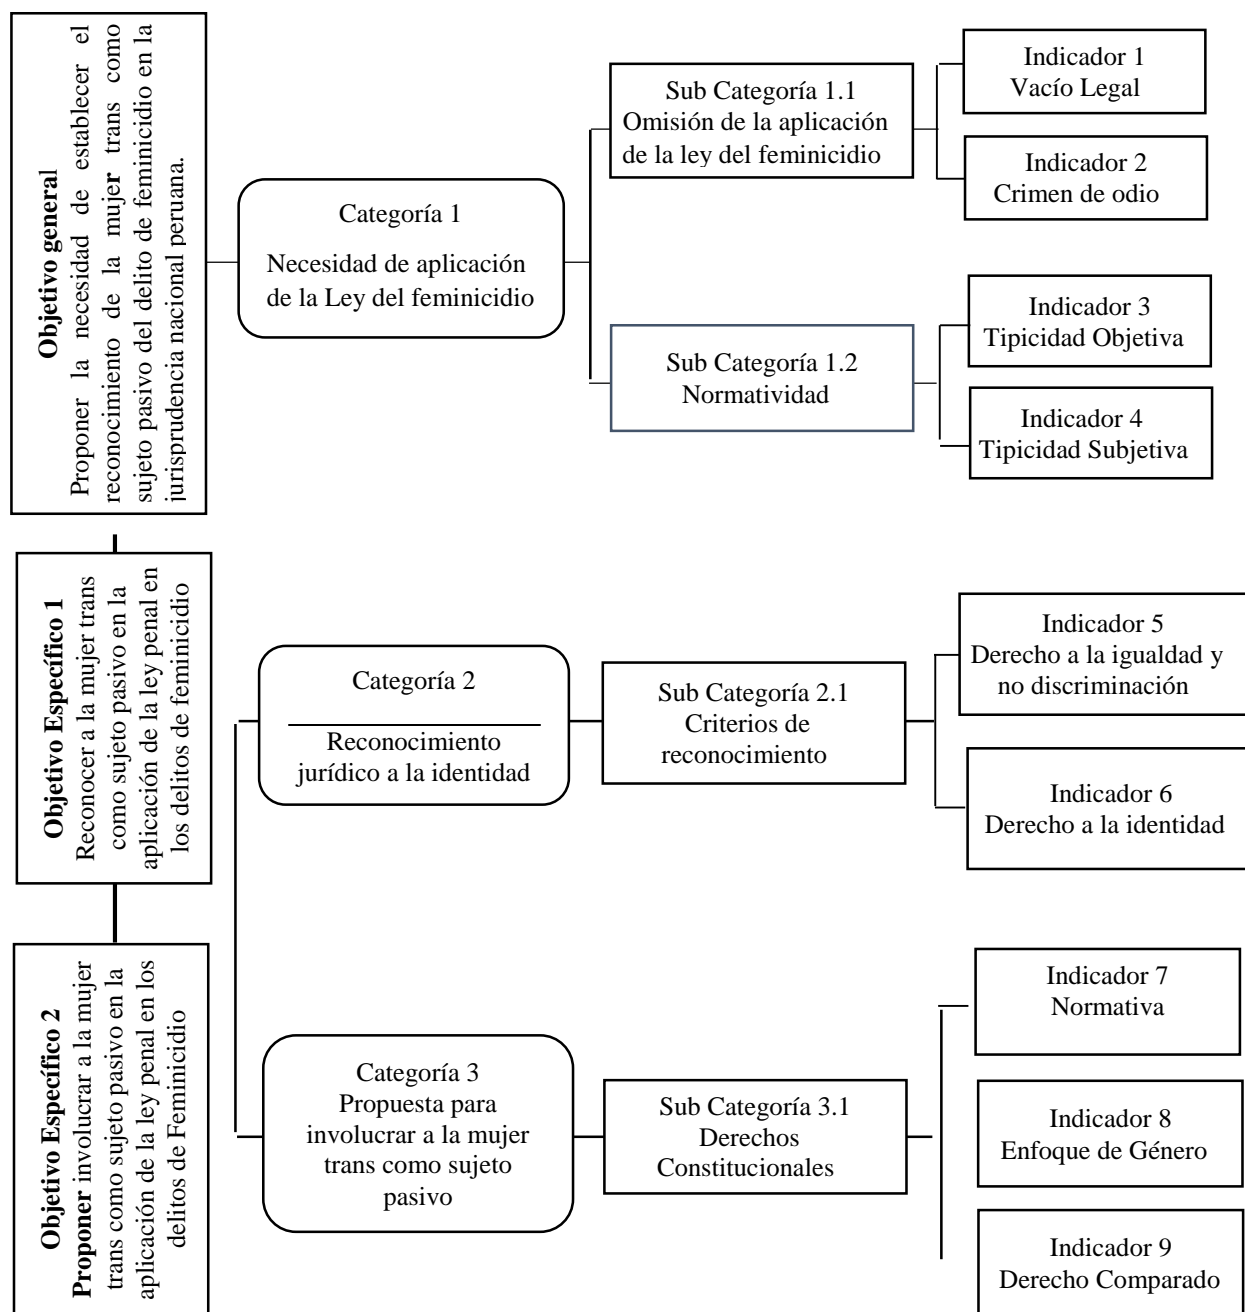 Objetivo general
Proponer la necesidad de establecer el
reconocimiento de la mujer trans como
sujeto pasivo del delito de feminicidio en la
jurisprudencia nacional peruana.
Categoría 1
Necesidad de aplicación
de la Ley del feminicidio
Sub Categoría 1.1
Omisión de la aplicación
de la ley del feminicidio
Indicador 1
Vacío Legal
Indicador 2
Crimen de odio
Sub Categoría 1.2
Normatividad
Indicador 3
Tipicidad Objetiva
Indicador 4
Tipicidad Subjetiva
Objetivo Específico 1
Reconocer a la mujer trans
como sujeto pasivo en la
aplicación de la ley penal en
los delitos de feminicidio
Categoría 2
Reconocimiento
jurídico a la identidad
Sub Categoría 2.1
Criterios de
reconocimiento
Indicador 5
Derecho a la igualdad y
no discriminación
Indicador 6
Derecho a la identidad
Objetivo Específico 2
Proponer involucrar a la mujer
trans como sujeto pasivo en la
aplicación de la ley penal en los
delitos de Feminicidio
Categoría 3
Propuesta para
involucrar a la mujer
trans como sujeto
pasivo
Sub Categoría 3.1
Derechos
Constitucionales
Indicador 7
Normativa
Indicador 8
Enfoque de Género
Indicador 9
Derecho Comparado